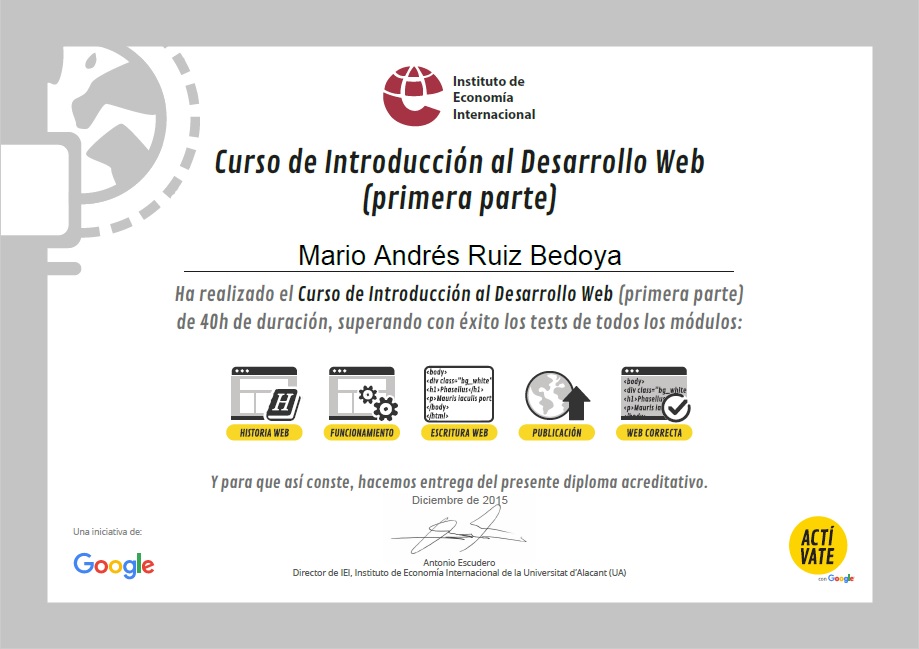 Instituto de
Economía
Internacional
Curso de Introducción al Desarrollo Web
(primera parte)
Mario Andrés Ruiz Bedoya
Ha realizado el Curso de Introducción al Desarrollo Web (primera parte)
de 40h de duración, superando con éxito los tests de todos los módulos:
<body>
<div class="bg_white"
<h1>Phasellus</h1>
<p>Mauris iaculis port
</body>
</html>
<body>
<div class="bg_white
<h1>Phasellus
<p>Mauris ia
</body>
H
HISTORIA WEB
FUNCIONAMIENTO
ESCRITURA WEB
PUBLICACIÓN
WEB CORRECTA
Y para que así conste, hacemos entrega del presente diploma acreditativo.
Diciembre de 2015
Antonio Escudero
Director de IEI, Instituto de Economía Internacional de la Universitat d'Alacant (UA)
Una iniciativa de:
Google
ACTÍ
VATE
con Google